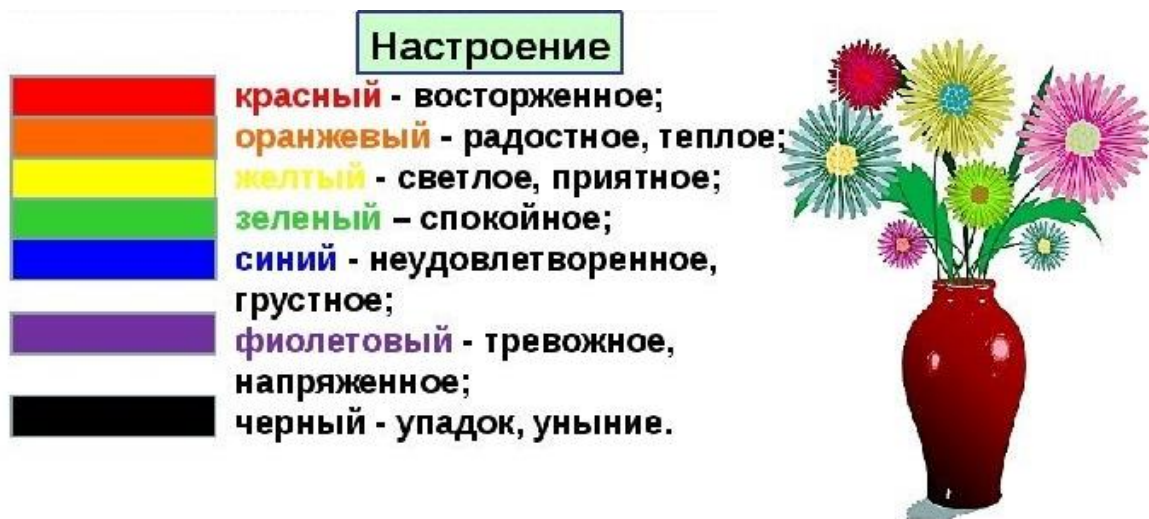 Настроение
красный - восторженное;
оранжевый - радостное, теплое;
желтый - светлое, приятное;
зеленый – спокойное;
синий - неудовлетворенное,
грустное;
фиолетовый - тревожное,
напряженное;
черный - упадок, уныние.